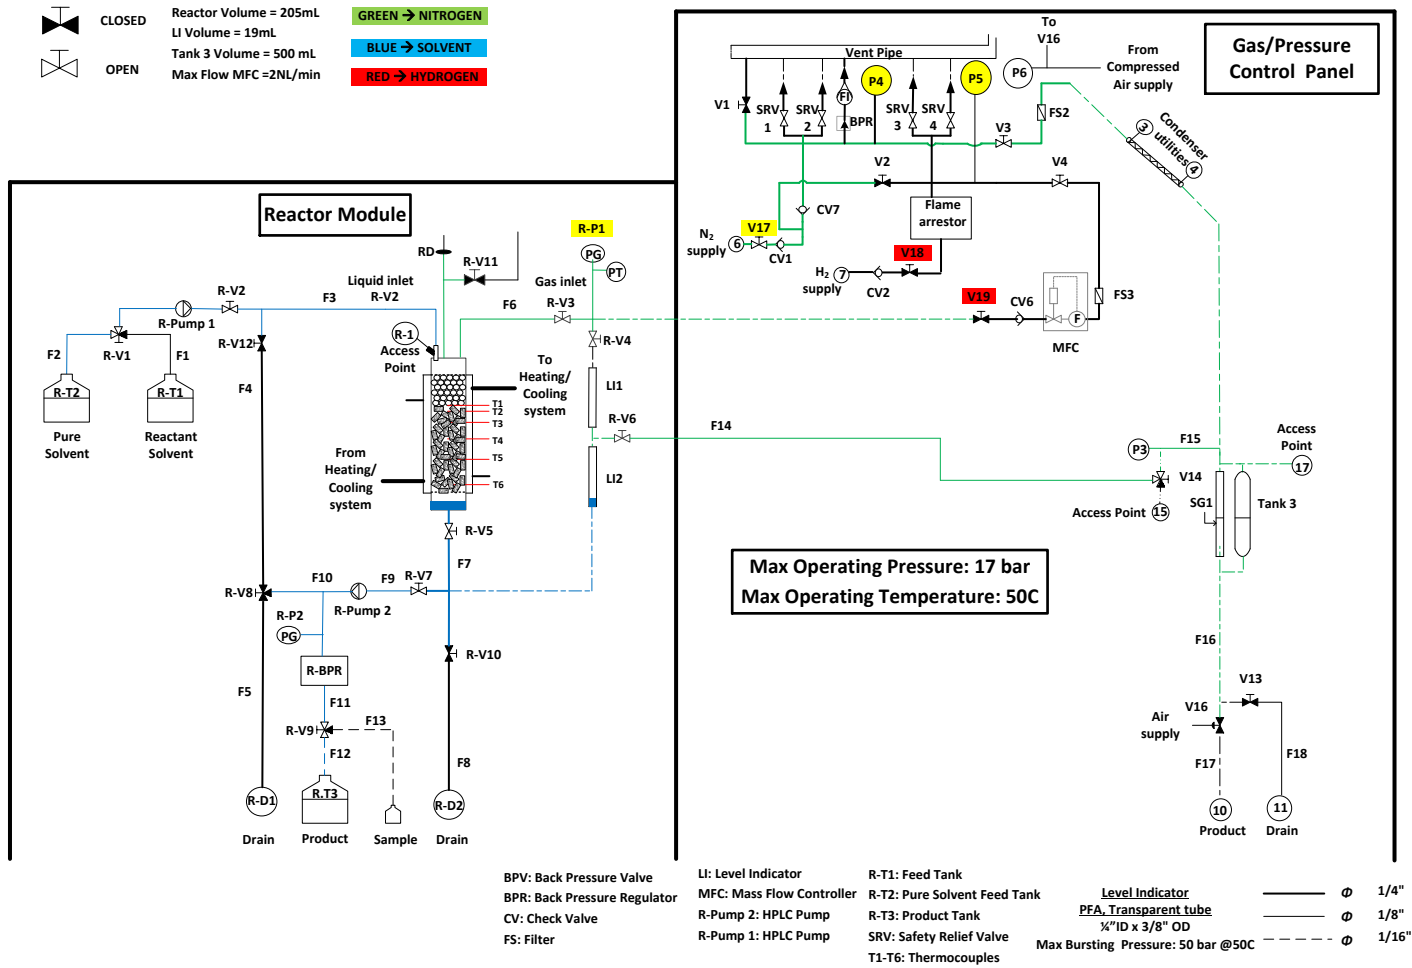 CLOSED
OPEN
Reactor Volume = 205mL
LI Volume = 19mL
Tank 3 Volume = 500 mL
Max Flow MFC =2NL/min
GREEN → NITROGEN
BLUE → SOLVENT
RED → HYDROGEN
Reactor Module
RD
R-V11
Liquid inlet
R-V2
Gas inlet
R-V3
R-P1
PG
PT
R-V2
F3
F6
R-Pump 1
R-V1
R-V12
F2
F1
R-T2
R-T1
Pure
Solvent
Reactant
Solvent
F4
R-1
Access
Point
To
Heating/
Cooling
system
R-V4
LI1
T1
T2
T3
T4
T5
T6
R-V6
F14
From
Heating/
Cooling
system
LI2
R-V5
F7
R-V7
F9
F10
R-V8
R-Pump 2
R-P2
PG
R-V10
R-BPR
F5
F11
F13
R-V9
F12
F8
R-D1
R.T3
R-D2
Drain
Product
Sample
Drain
Gas/Pressure
Control Panel
To
V16
P6
From
Compressed
Air supply
Vent Pipe
P4
P5
V1
SRV
1
SRV
2
FI
BPR
SRV
3
SRV
4
V3
FS2
3
Condenser
utilities
4
V2
V4
CV7
Flame
arrestor
N2
supply
6
V17
CV1
V18
H2
supply
7
CV2
V19
CV6
F
MFC
FS3
P3
F15
Access
Point
17
V14
Access Point
15
SG1
Tank 3
Max Operating Pressure: 17 bar
Max Operating Temperature: 50C
F16
V13
V16
Air
supply
F17
F18
10
11
Product
Drain
BPV: Back Pressure Valve
BPR: Back Pressure Regulator
CV: Check Valve
FS: Filter
LI: Level Indicator
MFC: Mass Flow Controller
R-Pump 2: HPLC Pump
R-Pump 1: HPLC Pump
R-T1: Feed Tank
R-T2: Pure Solvent Feed Tank
R-T3: Product Tank
SRV: Safety Relief Valve
T1-T6: Thermocouples
Level Indicator
PFA, Transparent tube
¼”ID x 3/8" OD
Max Bursting Pressure: 50 bar @50C
Φ 1/4"
Φ 1/8"
Φ 1/16"